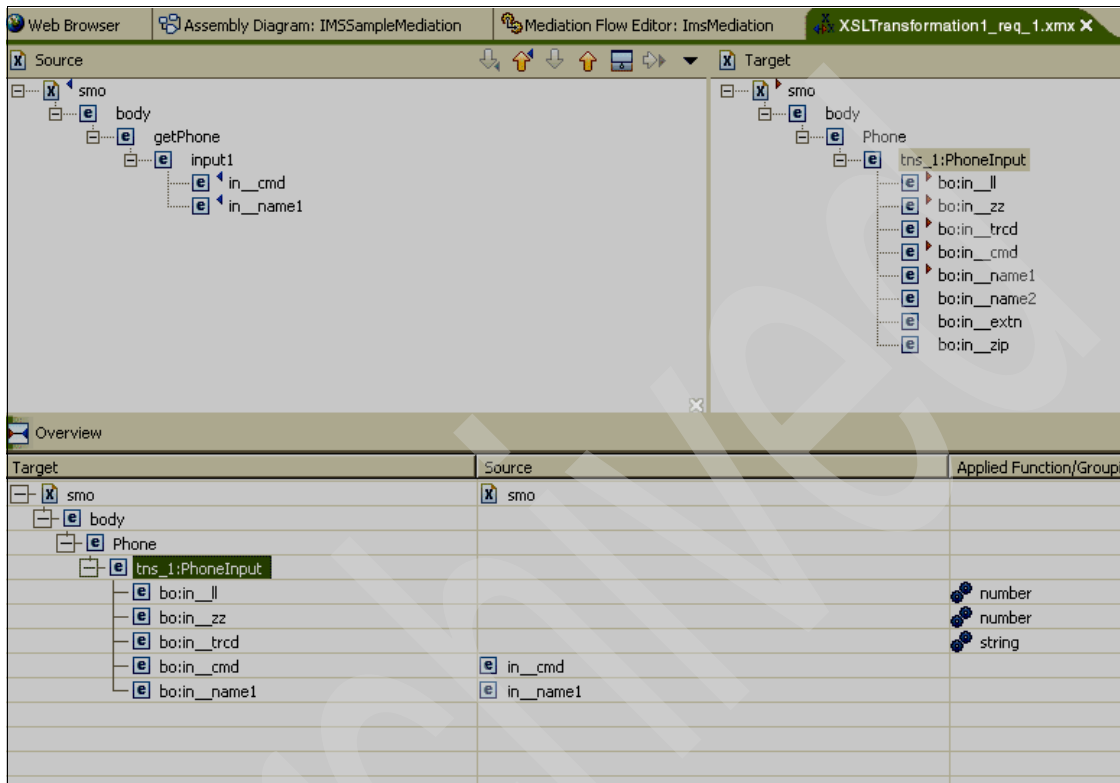 Web Browser Assembly Diagram: IMSSampleMediation Mediation Flow Editor: ImsMediation XSLTransformation1_req_1.xmx
Source Target
smo smo
body body
getPhone Phone
input1 tns_1:PhoneInput
in__cmd bo:in__ll
in__name1 bo:in__zz
bo:in__trcd
bo:in__cmd
bo:in__name1
bo:in__name2
bo:in__extn
bo:in__zip
Overview
Target Source Applied Function/Groupi
smo smo
body
Phone
tns_1:PhoneInput
bo:in__ll number
bo:in__zz number
bo:in__trcd string
bo:in__cmd in__cmd
bo:in__name1 in__name1